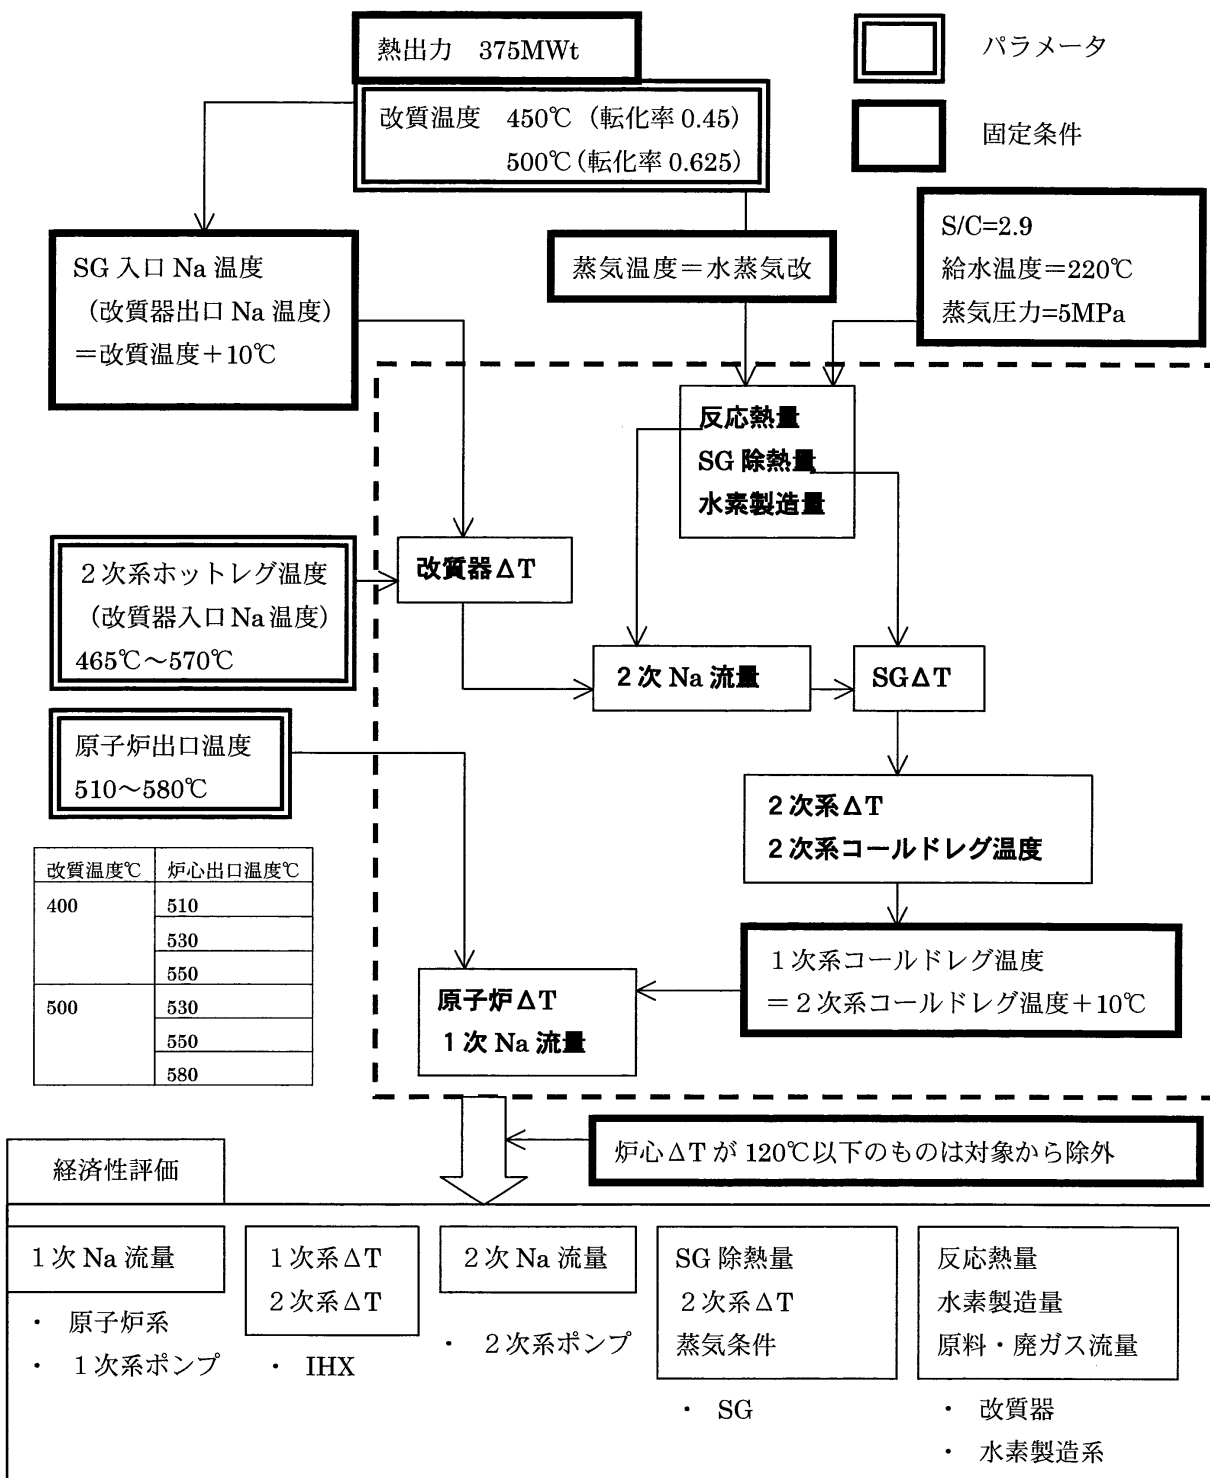 熱出力 375MWt
パラメータ
改質温度 450℃（転化率 0.45）
500℃（転化率 0.625）
固定条件
S/C=2.9
給水温度＝220℃
蒸気圧力=5MPa
SG 入口 Na 温度
（改質器出口 Na 温度）
＝改質温度＋10℃
蒸気温度＝水蒸気改
反応熱量
SG 除熱量
水素製造量
2次系ホットレグ温度
（改質器入口 Na 温度）
465℃～570℃
改質器ΔT
2次 Na 流量
SGΔT
原子炉出口温度
510～580℃
2次系ΔT
2次系コールドレグ温度
改質温度℃ 炉心出口温度℃
400 510
530
550
500 530
550
580
1次系コールドレグ温度
＝2次系コールドレグ温度＋10℃
原子炉ΔT
1次 Na 流量
炉心ΔT が 120℃以下のものは対象から除外
経済性評価
1次 Na 流量
・ 原子炉系
・ 1次系ポンプ
1次系ΔT
2次系ΔT
・ IHX
2次 Na 流量
・ 2次系ポンプ
SG 除熱量
2次系ΔT
蒸気条件
・ SG
反応熱量
水素製造量
原料・廃ガス流量
・ 改質器
・ 水素製造系